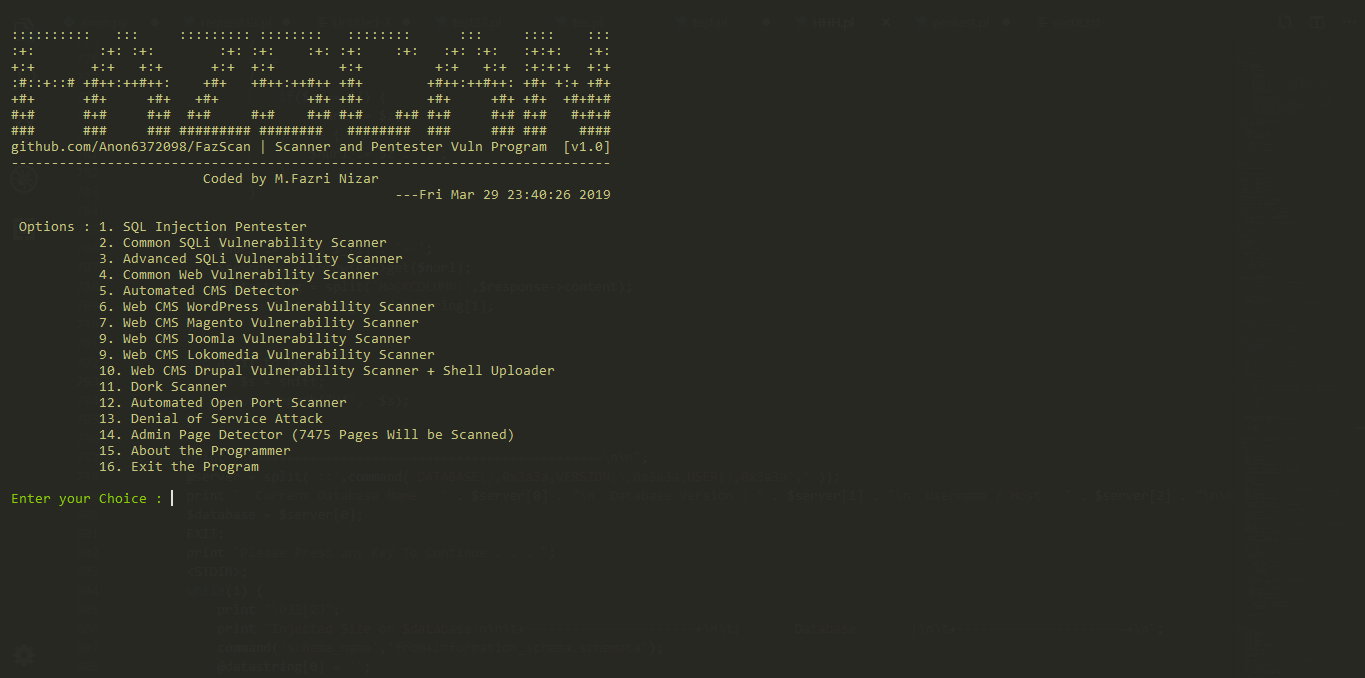 github.com/Anon6372098/FazScan | Scanner and Pentester Vuln Program [v1.0]
Coded by M.Fazri Nizar
---Fri Mar 29 23:40:26 2019
Options : 1. SQL Injection Pentester
2. Common SQLi Vulnerability Scanner
3. Advanced SQLi Vulnerability Scanner
4. Common Web Vulnerability Scanner
5. Automated CMS Detector
6. Web CMS WordPress Vulnerability Scanner
7. Web CMS Magento Vulnerability Scanner
9. Web CMS Joomla Vulnerability Scanner
9. Web CMS Lokomedia Vulnerability Scanner
10. Web CMS Drupal Vulnerability Scanner + Shell Uploader
11. Dork Scanner
12. Automated Open Port Scanner
13. Denial of Service Attack
14. Admin Page Detector (7475 Pages Will be Scanned)
15. About the Programmer
16. Exit the Program
Enter your Choice :